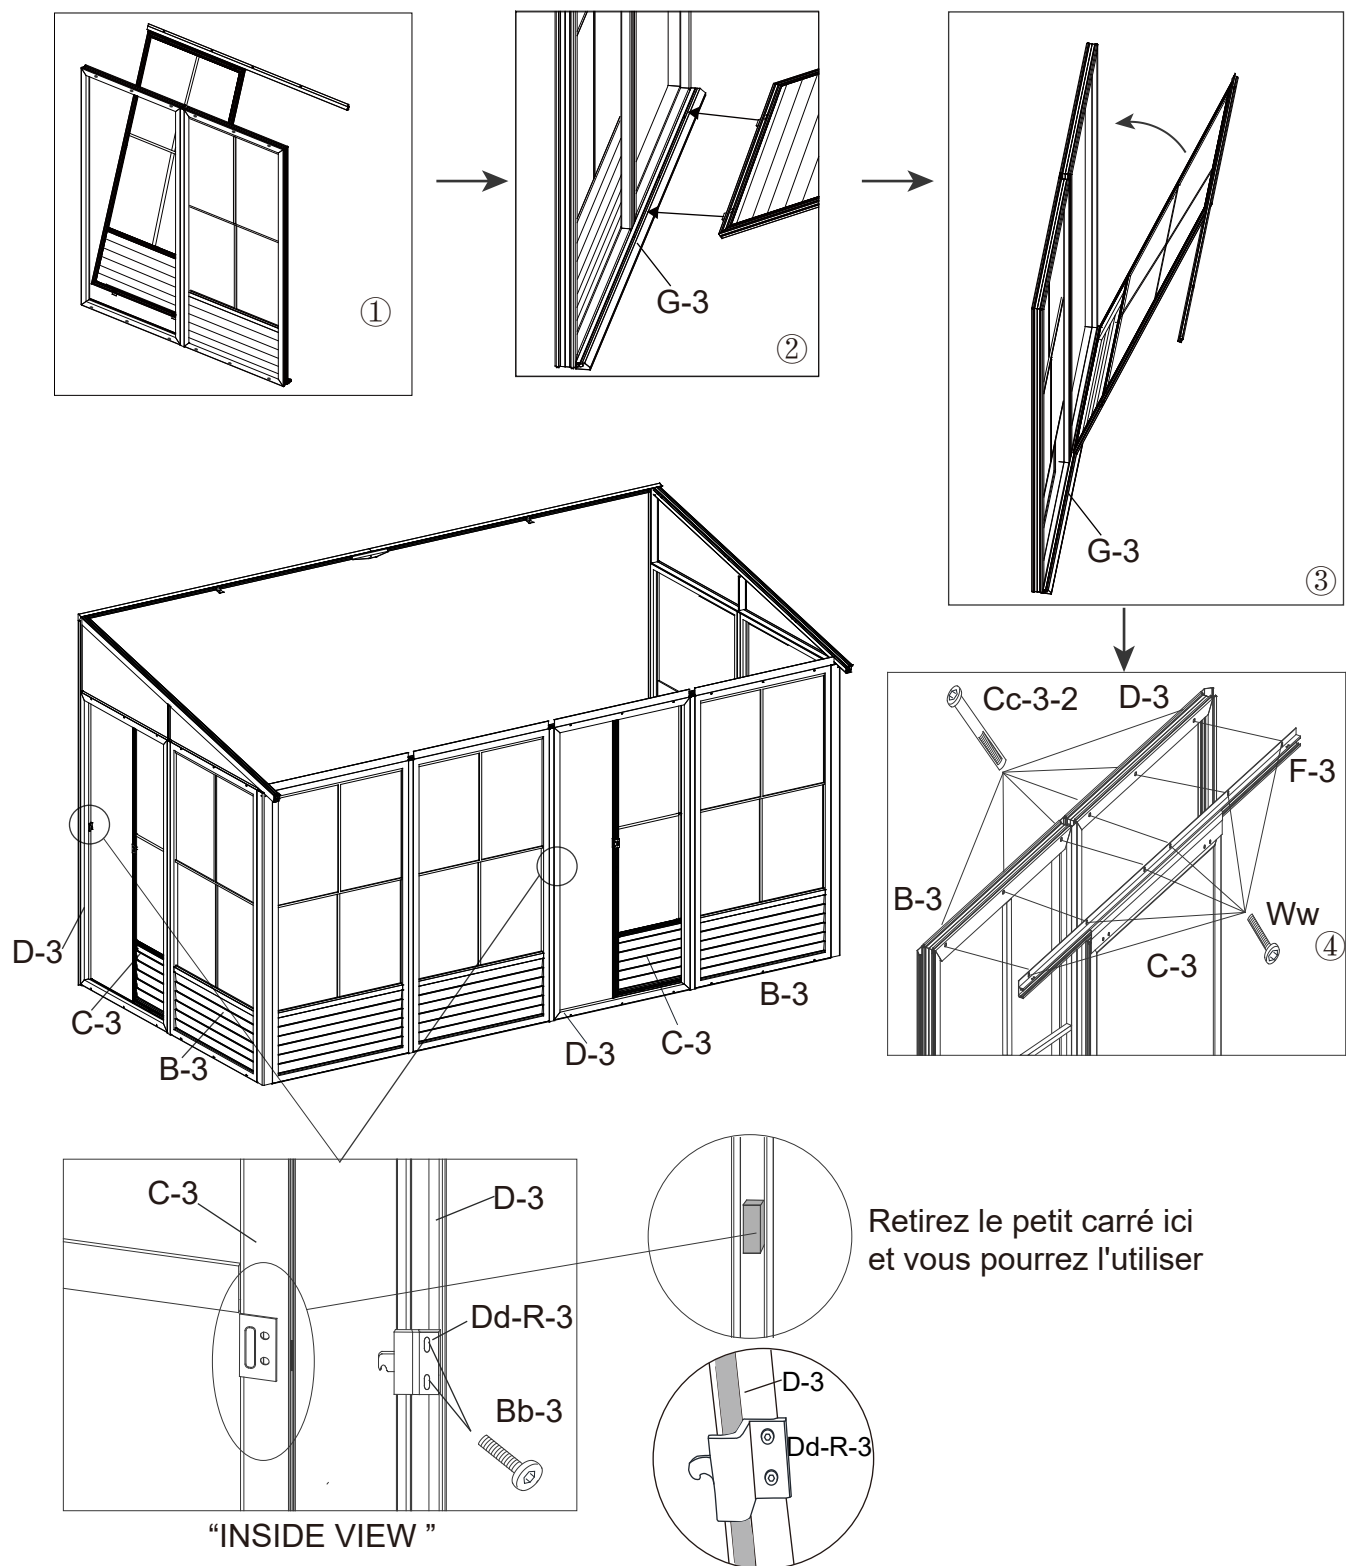 ①
G-3
②
G-3
③
Cc-3-2
D-3
F-3
B-3
Ww
C-3
④
D-3
C-3
B-3
D-3
C-3
B-3
C-3
D-3
Dd-R-3
Bb-3
“INSIDE VIEW ”
Retirez le petit carré ici
et vous pourrez l'utiliser
D-3
Dd-R-3